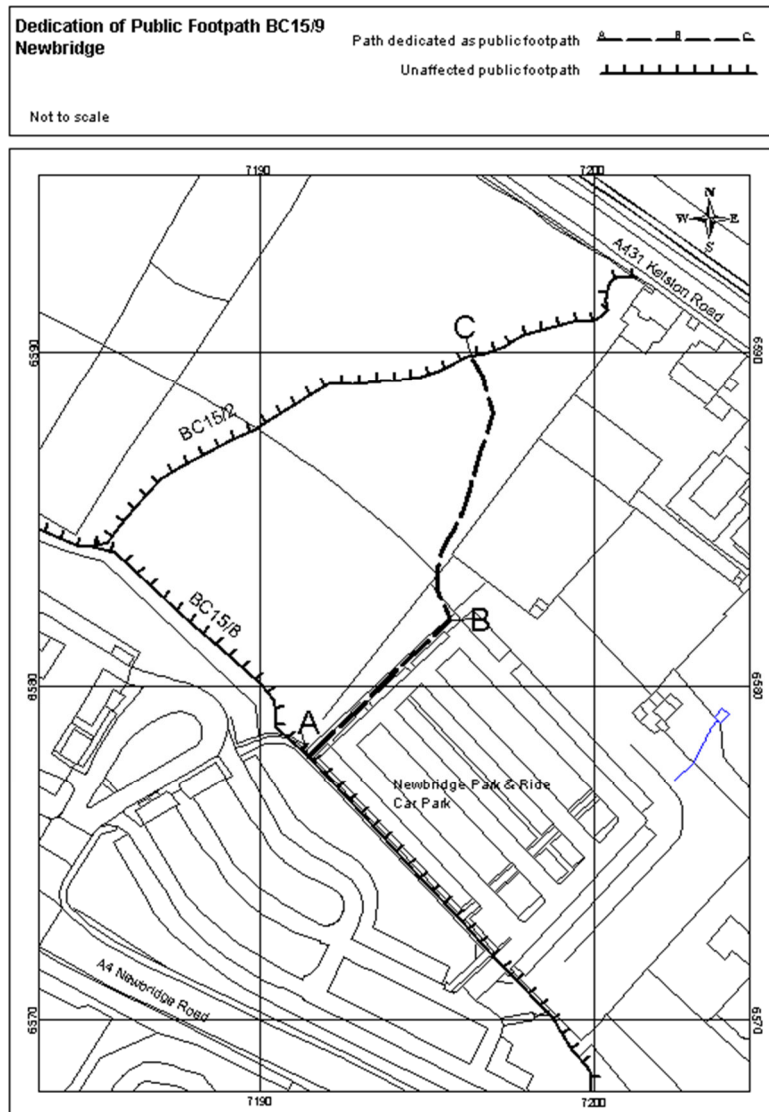 Dedication of Public Footpath BC15/9
Newbridge
Path dedicated as public footpath
A B C
Unaffected public footpath
Not to scale
7190
7200
N
W E
S
A431 Kelston Road
C
6590
6590
BC15/2
BC15/8
B
6580
6580
A
Newbridge Park & Ride
Car Park
A4 Newbridge Road
6570
6570
7190
7200